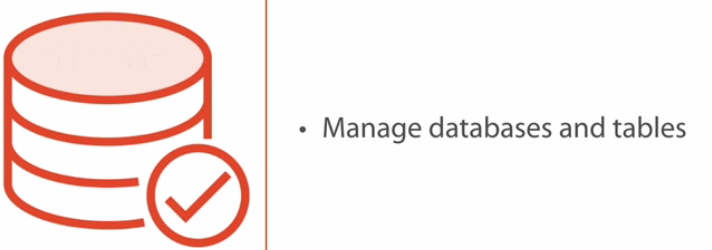 • Manage databases and tables